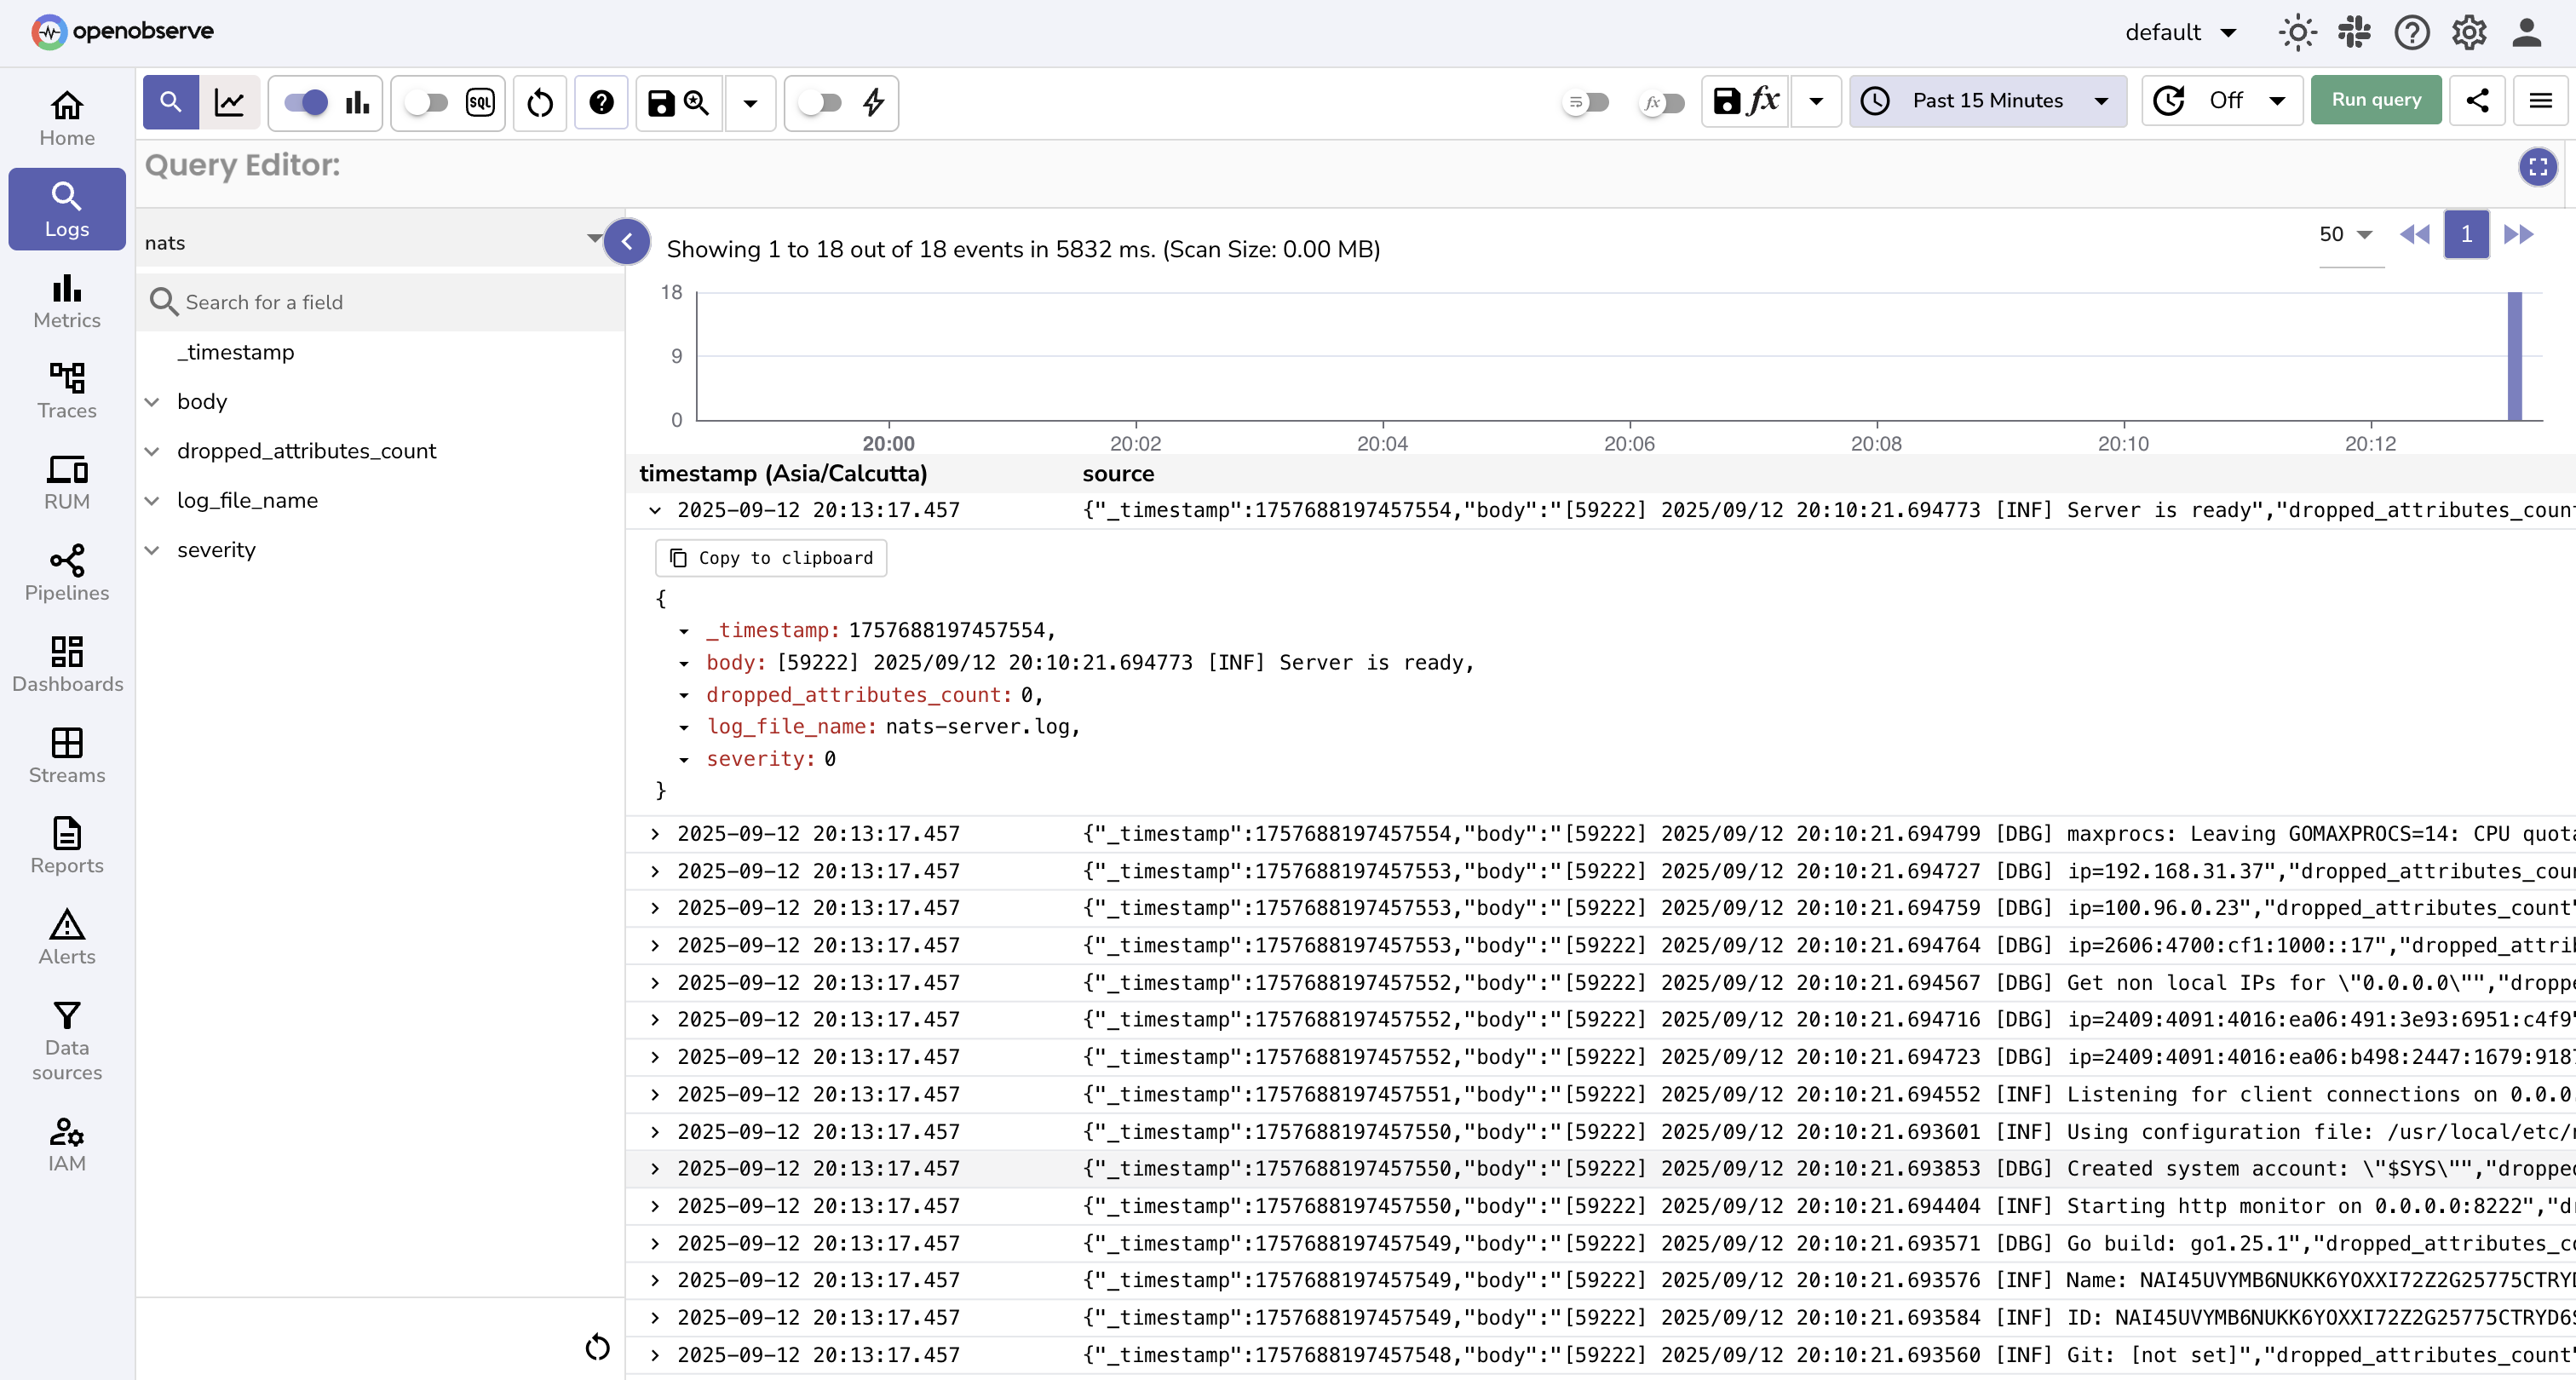 openobserve
default
Home
Logs
Metrics
Traces
RUM
Pipelines
Dashboards
Streams
Reports
Alerts
Data
sources
IAM
SQL
fx
fx
Past 15 Minutes
Off
Run query
Query Editor:
nats
Search for a field
_timestamp
body
dropped_attributes_count
log_file_name
severity
Showing 1 to 18 out of 18 events in 5832 ms. (Scan Size: 0.00 MB)
50
1
18
9
0
20:00 20:02 20:04 20:06 20:08 20:10 20:12
timestamp (Asia/Calcutta) source
2025-09-12 20:13:17.457 {"_timestamp":1757688197457554,"body":"[59222] 2025/09/12 20:10:21.694773 [INF] Server is ready","dropped_attributes_count
Copy to clipboard
{
_timestamp: 1757688197457554,
body: [59222] 2025/09/12 20:10:21.694773 [INF] Server is ready,
dropped_attributes_count: 0,
log_file_name: nats-server.log,
severity: 0
}
2025-09-12 20:13:17.457 {"_timestamp":1757688197457554,"body":"[59222] 2025/09/12 20:10:21.694799 [DBG] maxprocs: Leaving GOMAXPROCS=14: CPU quota
2025-09-12 20:13:17.457 {"_timestamp":1757688197457553,"body":"[59222] 2025/09/12 20:10:21.694727 [DBG] ip=192.168.31.37","dropped_attributes_coun
2025-09-12 20:13:17.457 {"_timestamp":1757688197457553,"body":"[59222] 2025/09/12 20:10:21.694759 [DBG] ip=100.96.0.23","dropped_attributes_count"
2025-09-12 20:13:17.457 {"_timestamp":1757688197457553,"body":"[59222] 2025/09/12 20:10:21.694764 [DBG] ip=2606:4700:cf1:1000::17","dropped_attrib
2025-09-12 20:13:17.457 {"_timestamp":1757688197457552,"body":"[59222] 2025/09/12 20:10:21.694567 [DBG] Get non local IPs for \"0.0.0.0\"","droppe
2025-09-12 20:13:17.457 {"_timestamp":1757688197457552,"body":"[59222] 2025/09/12 20:10:21.694716 [DBG] ip=2409:4091:4016:ea06:491:3e93:6951:c4f9"
2025-09-12 20:13:17.457 {"_timestamp":1757688197457552,"body":"[59222] 2025/09/12 20:10:21.694723 [DBG] ip=2409:4091:4016:ea06:b498:2447:1679:9187
2025-09-12 20:13:17.457 {"_timestamp":1757688197457551,"body":"[59222] 2025/09/12 20:10:21.694552 [INF] Listening for client connections on 0.0.0.
2025-09-12 20:13:17.457 {"_timestamp":1757688197457550,"body":"[59222] 2025/09/12 20:10:21.693601 [INF] Using configuration file: /usr/local/etc/
2025-09-12 20:13:17.457 {"_timestamp":1757688197457550,"body":"[59222] 2025/09/12 20:10:21.693853 [DBG] Created system account: \"$SYS\"","dropped
2025-09-12 20:13:17.457 {"_timestamp":1757688197457550,"body":"[59222] 2025/09/12 20:10:21.694404 [INF] Starting http monitor on 0.0.0.0:8222","dr
2025-09-12 20:13:17.457 {"_timestamp":1757688197457549,"body":"[59222] 2025/09/12 20:10:21.693571 [DBG] Go build: go1.25.1","dropped_attributes_co
2025-09-12 20:13:17.457 {"_timestamp":1757688197457549,"body":"[59222] 2025/09/12 20:10:21.693576 [INF] Name: NAI45UVYMB6NUKK6YOXXI72Z2G25775CTRYD
2025-09-12 20:13:17.457 {"_timestamp":1757688197457549,"body":"[59222] 2025/09/12 20:10:21.693584 [INF] ID: NAI45UVYMB6NUKK6YOXXI72Z2G25775CTRYD6S
2025-09-12 20:13:17.457 {"_timestamp":1757688197457548,"body":"[59222] 2025/09/12 20:10:21.693560 [INF] Git: [not set]","dropped_attributes_count"